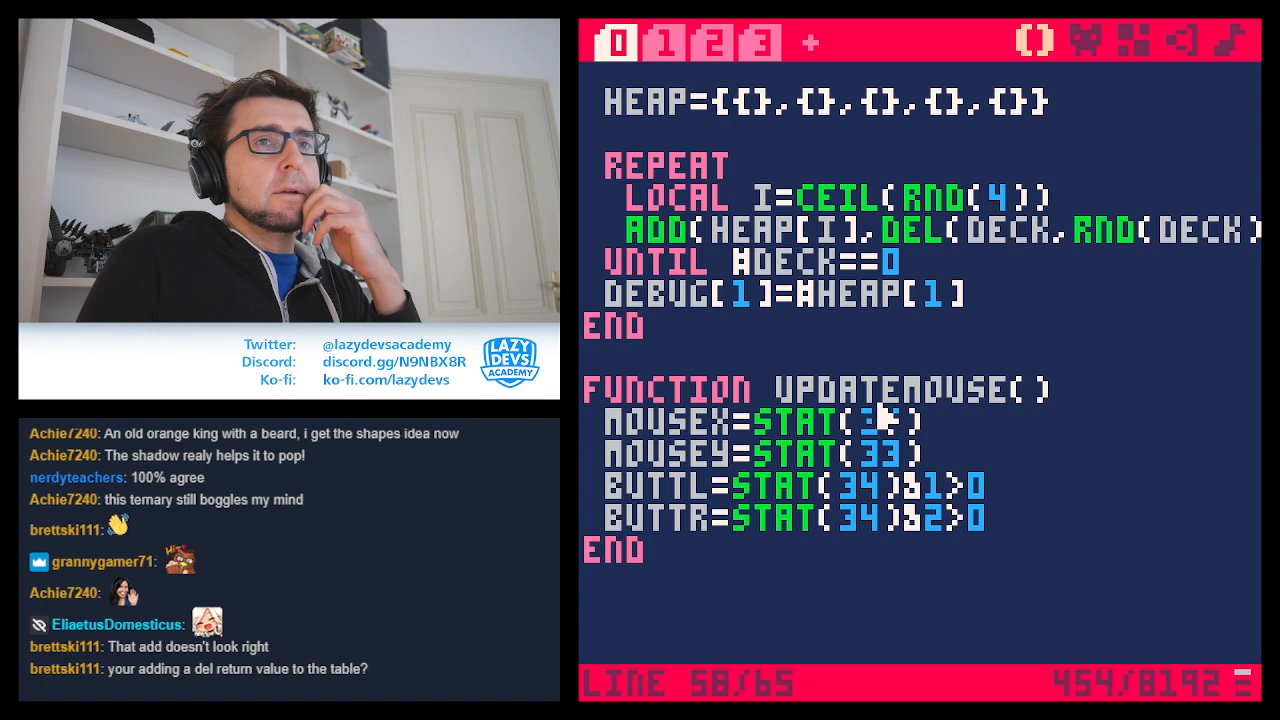 Twitter: @lazydevsacademy
Discord: discord.gg/N9NBX8R
Ko-fi: ko-fi.com/lazydevs
LAZY
DEVS
ACADEMY
Achie7240: An old orange king with a beard, i get the shapes idea now
Achie7240: The shadow realy helps it to pop!
nerdyteachers: 100% agree
Achie7240: this ternary still boggles my mind
brettski111:
grannygamer71:
Achie7240:
EliaetusDomesticus:
brettski111: That add doesn't look right
brettski111: your adding a del return value to the table?
0 1 2 3 +
HEAP={{},{},{},{},{}}
REPEAT
LOCAL I=CEIL(RND(4))
ADD(HEAP[I],DEL(DECK,RND(DECK)
UNTIL #DECK==0
DEBUG[1]=#HEAP[1]
END
FUNCTION UPDATEMOUSE()
MOUSEX=STAT(3 )
MOUSEY=STAT(33)
BUTTL=STAT(34)&1>0
BUTTR=STAT(34)&2>0
END
LINE 58/65
454/8192